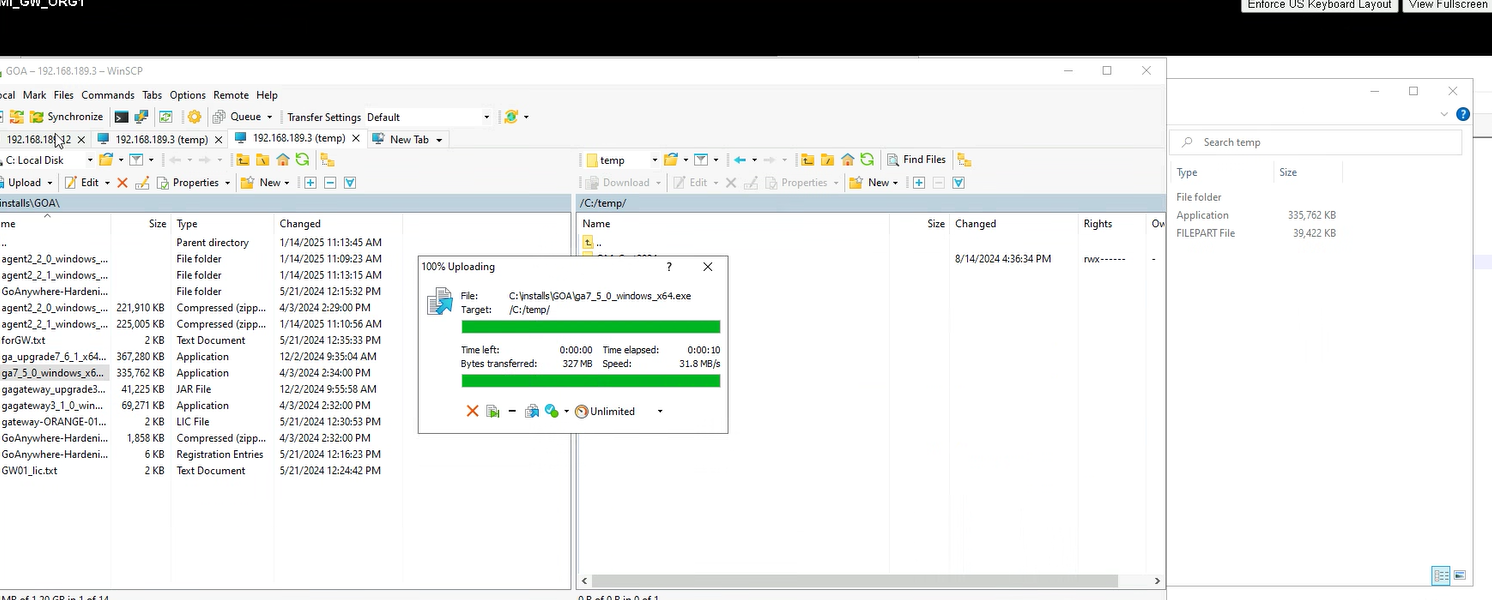 MI_GW_ORG1
Enforce US Keyboard Layout View Fullscreen
GOA – 192.168.189.3 – WinSCP
ocal Mark Files Commands Tabs Options Remote Help
Synchronize Queue Transfer Settings Default
192.168.189.12 192.168.189.3 (temp) 192.168.189.3 (temp) New Tab
C: Local Disk temp Find Files
Upload Edit Properties New Download Edit Properties New
installs\GOA\ /C:/temp/
me Size Type Changed Name Size Changed Rights Ow
.. Parent directory 1/14/2025 11:13:45 AM ..
agent2_2_0_windows_... File folder 1/14/2025 11:09:23 AM 8/14/2024 4:36:34 PM rwx------ -
agent2_2_1_windows_... File folder 1/14/2025 11:13:15 AM
GoAnywhere-Hardeni... File folder 5/21/2024 12:15:32 PM
agent2_2_0_windows_... 221,910 KB Compressed (zipp... 4/3/2024 2:29:00 PM
agent2_2_1_windows_... 225,005 KB Compressed (zipp... 1/14/2025 11:10:56 AM
forGW.txt 2 KB Text Document 5/21/2024 12:35:33 PM
ga_upgrade7_6_1_x64... 367,280 KB Application 12/2/2024 9:35:04 AM
ga7_5_0_windows_x6... 335,762 KB Application 4/3/2024 2:34:00 PM
gagateway_upgrade3... 41,225 KB JAR File 12/2/2024 9:55:58 AM
gagateway3_1_0_win... 69,271 KB Application 4/3/2024 2:32:00 PM
gateway-ORANGE-01... 2 KB LIC File 5/21/2024 12:30:53 PM
GoAnywhere-Hardeni... 1,858 KB Compressed (zipp... 4/3/2024 2:32:00 PM
GoAnywhere-Hardeni... 6 KB Registration Entries 5/21/2024 12:16:23 PM
GW01_lic.txt 2 KB Text Document 5/21/2024 12:24:42 PM
100% Uploading ?
File: C:\installs\GOA\ga7_5_0_windows_x64.exe
Target: /C:/temp/
Time left: 0:00:00 Time elapsed: 0:00:10
Bytes transferred: 327 MB Speed: 31.8 MB/s
Unlimited
Search temp
Type Size
File folder
Application 335,762 KB
FILEPART File 39,422 KB
MB of 1.20 GB in 1 of 14 0 B of 0 B in 0 of 1